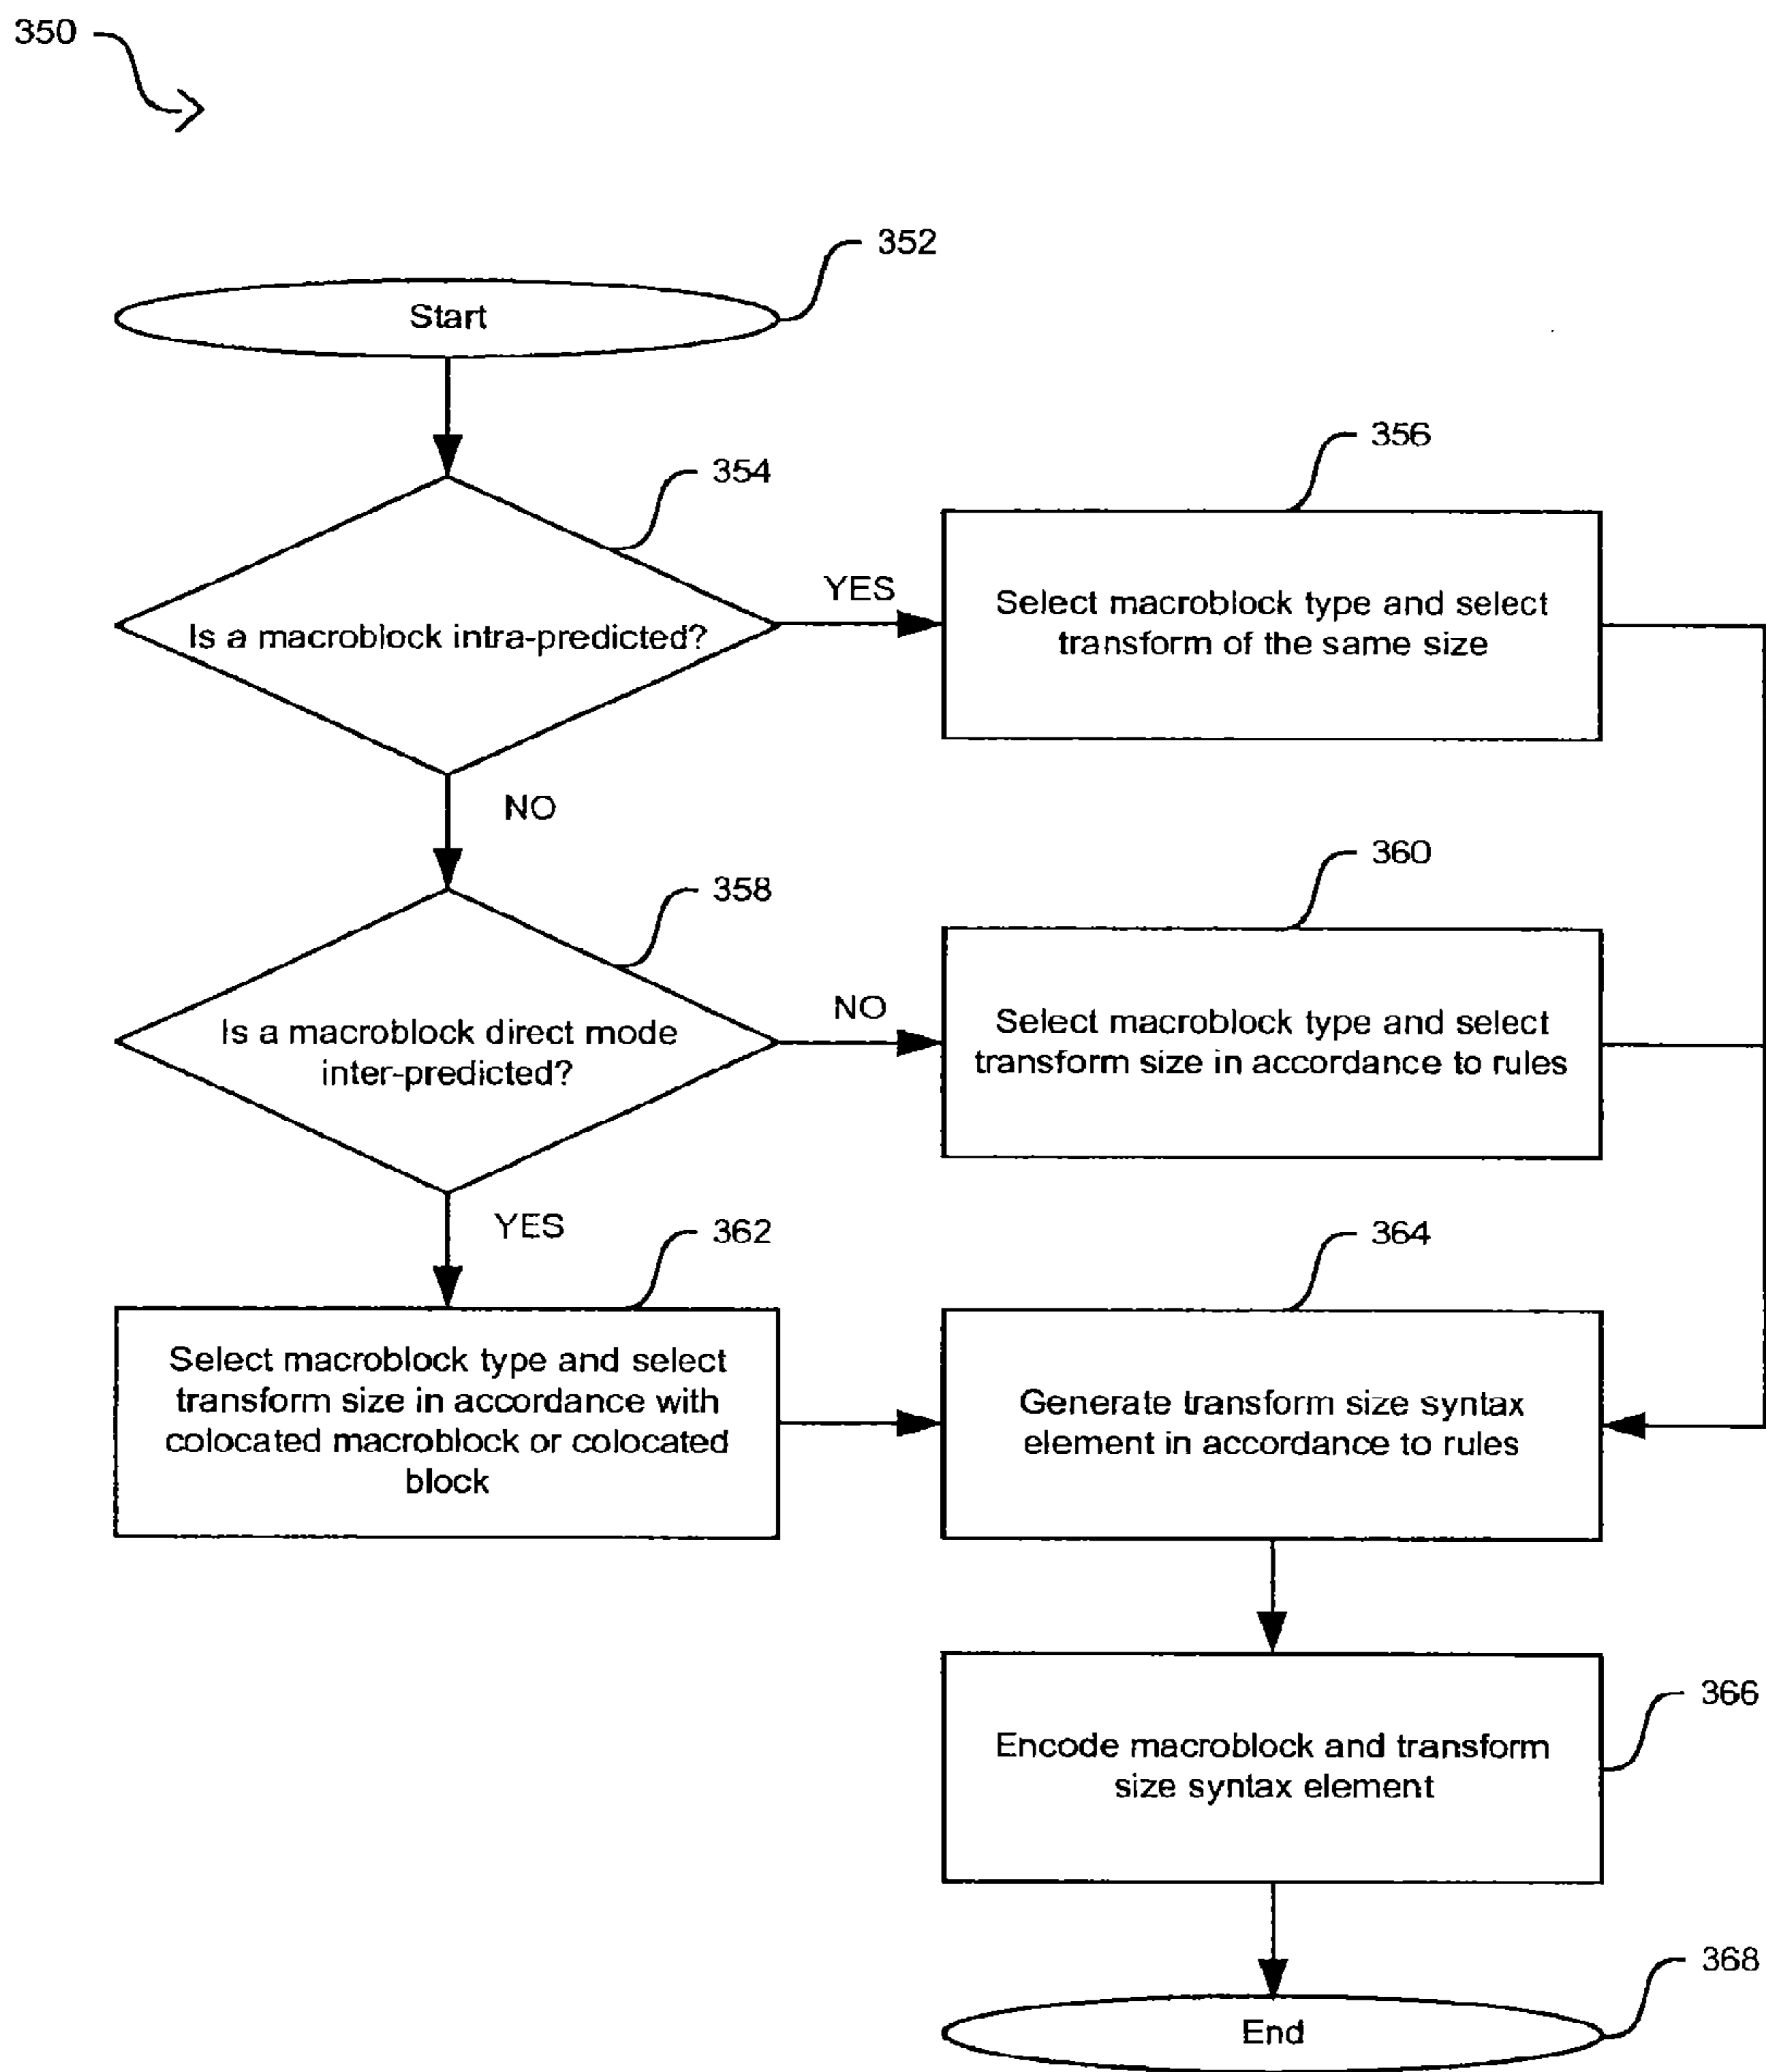 350
352
Start
354
356
YES
Is a macroblock intra-predicted?
Select macroblock type and select
transform of the same size
NO
358
360
NO
Is a macroblock direct mode
inter-predicted?
Select macroblock type and select
transform size in accordance to rules
YES
362
364
Select macroblock type and select
transform size in accordance with
colocated macroblock or colocated
block
Generate transform size syntax
element in accordance to rules
366
Encode macroblock and transform
size syntax element
368
End